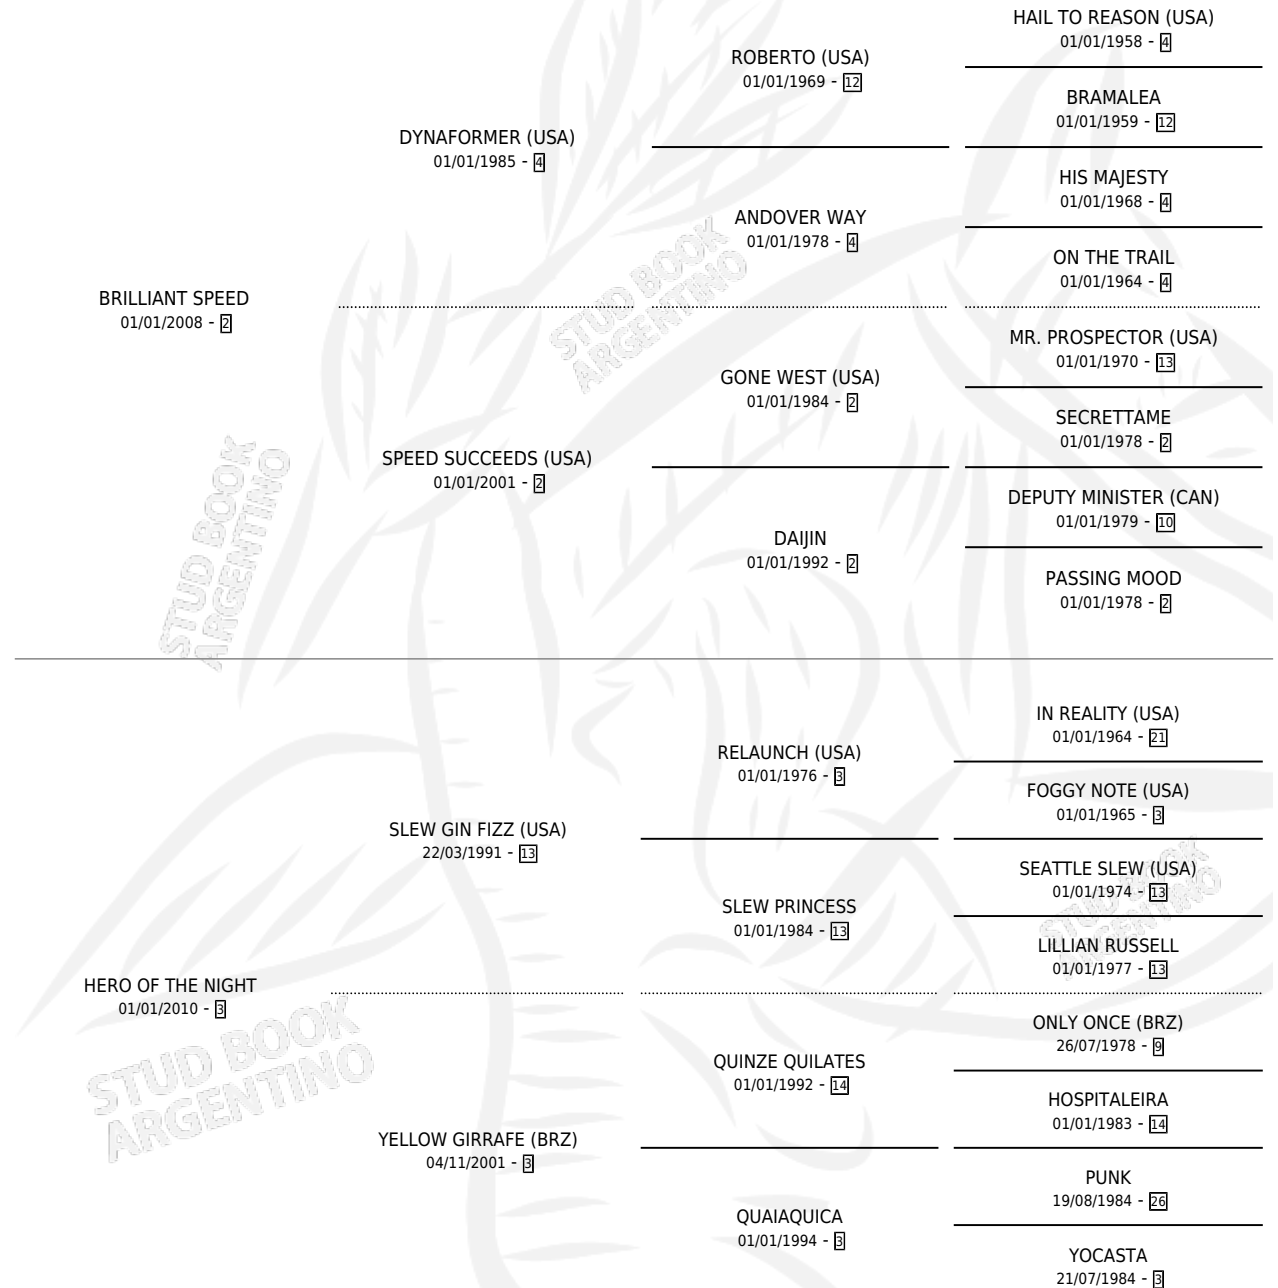 HAIL TO REASON (USA)
01/01/1958 - 4
ROBERTO (USA)
01/01/1969 - 12
BRAMALEA
01/01/1959 - 12
DYNAFORMER (USA)
01/01/1985 - 4
HIS MAJESTY
01/01/1968 - 4
ANDOVER WAY
01/01/1978 - 4
ON THE TRAIL
01/01/1964 - 4
BRILLIANT SPEED
01/01/2008 - 2
MR. PROSPECTOR (USA)
01/01/1970 - 13
GONE WEST (USA)
01/01/1984 - 2
SECRETTAME
01/01/1978 - 2
SPEED SUCCEEDS (USA)
01/01/2001 - 2
DEPUTY MINISTER (CAN)
01/01/1979 - 10
DAIJIN
01/01/1992 - 2
PASSING MOOD
01/01/1978 - 2
IN REALITY (USA)
01/01/1964 - 21
RELAUNCH (USA)
01/01/1976 - 3
FOGGY NOTE (USA)
01/01/1965 - 3
SLEW GIN FIZZ (USA)
22/03/1991 - 13
SEATTLE SLEW (USA)
01/01/1974 - 13
SLEW PRINCESS
01/01/1984 - 13
LILLIAN RUSSELL
01/01/1977 - 13
HERO OF THE NIGHT
01/01/2010 - 3
ONLY ONCE (BRZ)
26/07/1978 - 9
QUINZE QUILATES
01/01/1992 - 14
HOSPITALEIRA
01/01/1983 - 14
YELLOW GIRRAFE (BRZ)
04/11/2001 - 3
PUNK
19/08/1984 - 26
QUAIAQUICA
01/01/1994 - 3
YOCASTA
21/07/1984 - 3
STUD BOOK
ARGENTINO
STUD BOOK
ARGENTINO
STUD BOOK
ARGENTINO
STUD BOOK
ARGENTINO